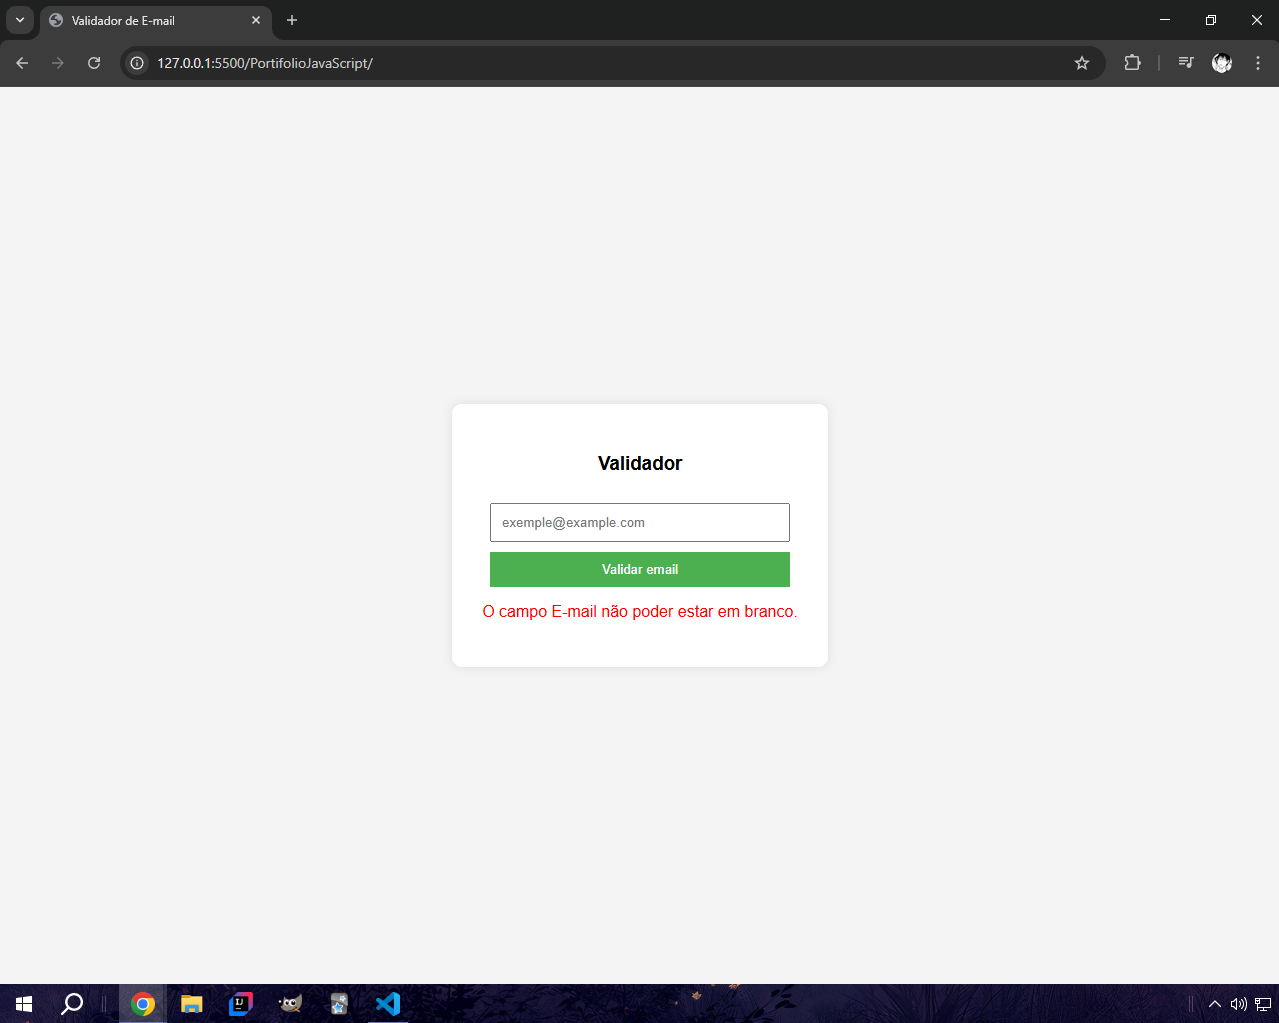 Validador de E-mail
127.0.0.1:5500/PortifolioJavaScript/
Validador
exemple@example.com
Validar email
O campo E-mail não poder estar em branco.
IJ